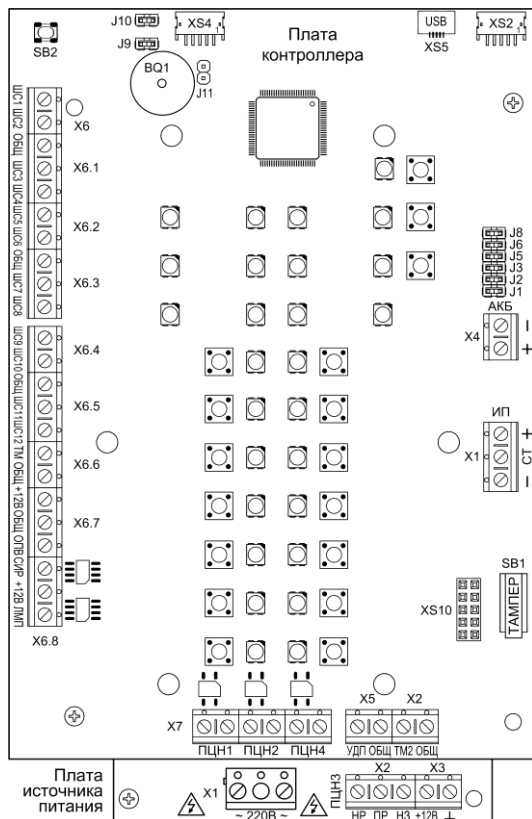 J10
XS4
1
USB
XS2
1
SB2
J9
Плата
контроллера
XS5
BQ1
J11
ШС1 ШС2 ОБЩ ШС3 ШС4 ШС5 ШС6 ОБЩ ШС7 ШС8
X6
X6.1
X6.2
X6.3
J8
J6
J5
J3
J2
J1
АКБ
X4
–
+
ШС9 ШС10 ОБЩ ШС11 ШС12 ТМ ОБЩ +12В ОБЩ ОПВ СИР +12В ЛМП
X6.4
X6.5
X6.6
X6.7
X6.8
ИП
X1
+
СТ
–
SB1
ТАМПЕР
XS10
X7
X5
X2
ПЦН1
ПЦН2
ПЦН4
УДП ОБЩ ТМ2 ОБЩ
Плата
источника
питания
X1
~ 220В ~
ПЦН3
X2
X3
НР ПР НЗ +12В ⊥